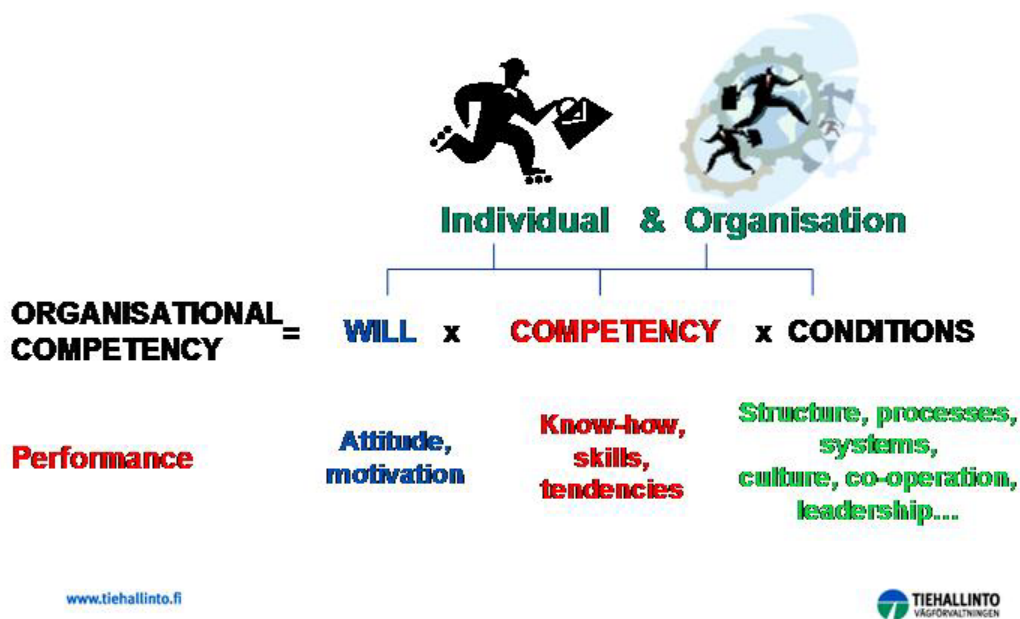 Individual & Organisation
ORGANISATIONAL
COMPETENCY
= WILL x COMPETENCY x CONDITIONS
Performance
Attitude,
motivation
Know-how,
skills,
tendencies
Structure, processes,
systems,
culture, co-operation,
leadership...
www.tiehallinto.fi
TIEHALLINTO
VÄGFÖRVALTNINGEN